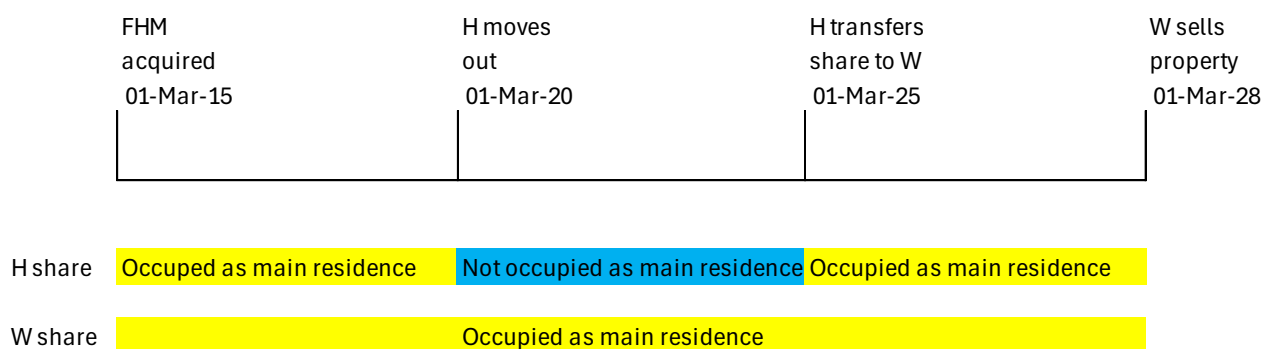 FHM acquired 01-Mar-15
H moves out 01-Mar-20
H transfers share to W 01-Mar-25
W sells property 01-Mar-28
H share Occuped as main residence Not occupied as main residence Occupied as main residence
W share Occupied as main residence